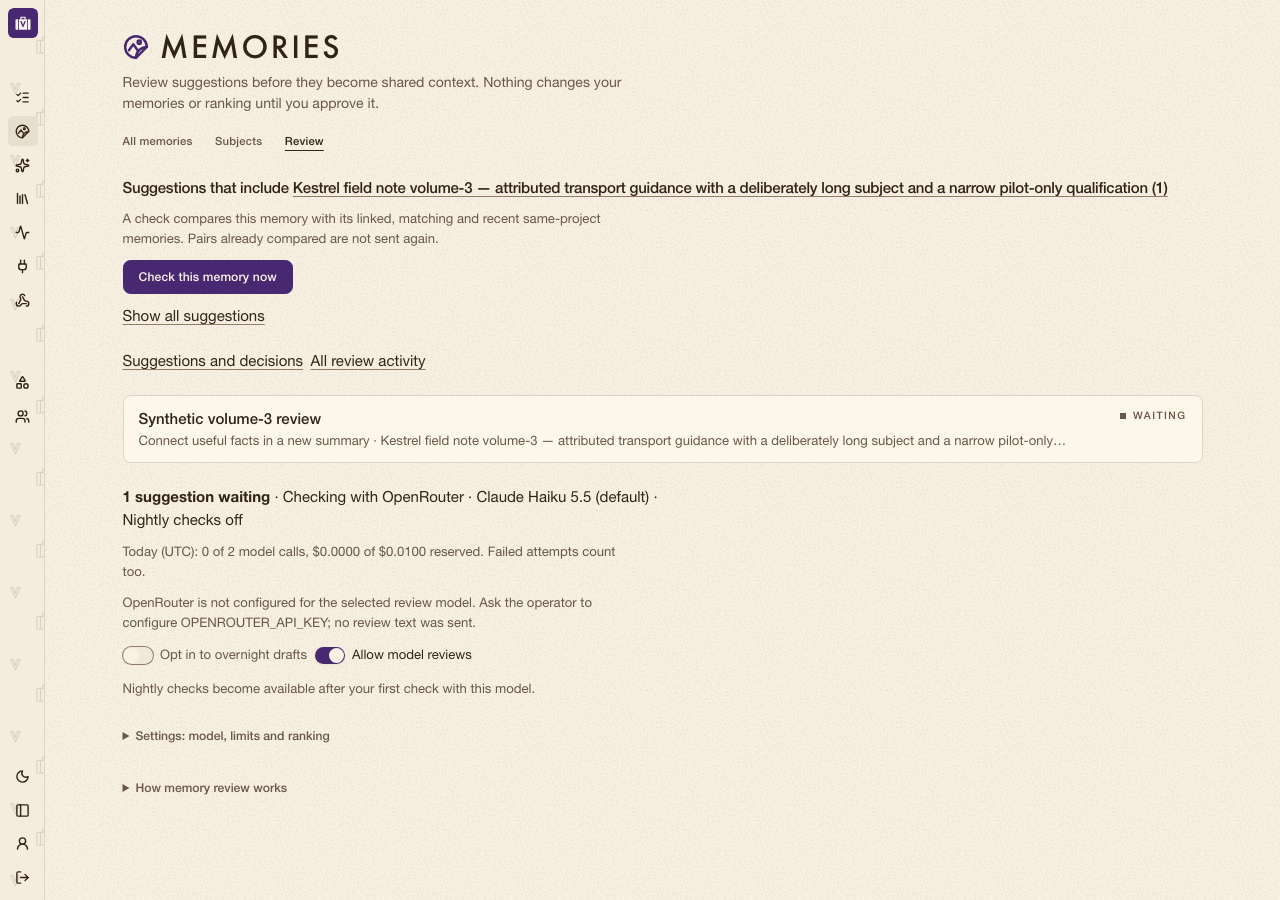 MEMORIES
Review suggestions before they become shared context. Nothing changes your
memories or ranking until you approve it.
All memories Subjects Review
Suggestions that include Kestrel field note volume-3 — attributed transport guidance with a deliberately long subject and a narrow pilot-only qualification (1)
A check compares this memory with its linked, matching and recent same-project
memories. Pairs already compared are not sent again.
Check this memory now
Show all suggestions
Suggestions and decisions All review activity
Synthetic volume-3 review
WAITING
Connect useful facts in a new summary · Kestrel field note volume-3 — attributed transport guidance with a deliberately long subject and a narrow pilot-only…
1 suggestion waiting · Checking with OpenRouter · Claude Haiku 5.5 (default) ·
Nightly checks off
Today (UTC): 0 of 2 model calls, $0.0000 of $0.0100 reserved. Failed attempts count
too.
OpenRouter is not configured for the selected review model. Ask the operator to
configure OPENROUTER_API_KEY; no review text was sent.
Opt in to overnight drafts Allow model reviews
Nightly checks become available after your first check with this model.
Settings: model, limits and ranking
How memory review works